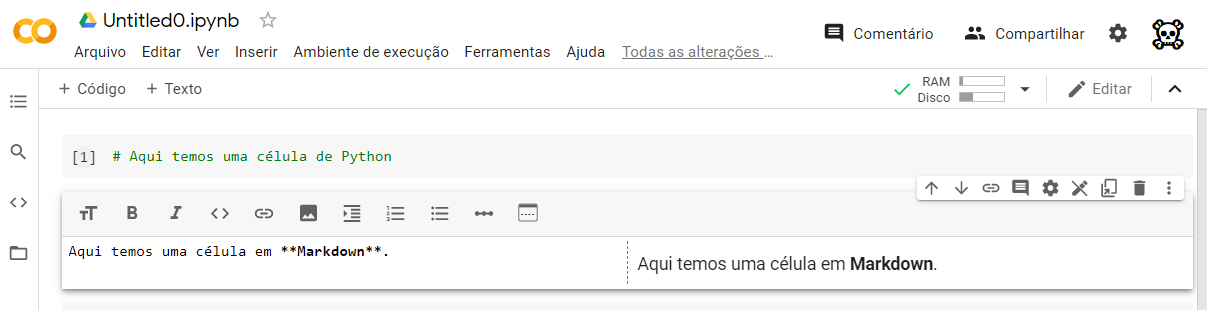 Untitled0.ipynb
Arquivo Editar Ver Inserir Ambiente de execução Ferramentas Ajuda Todas as alterações ...
Comentário Compartilhar
+ Código + Texto
RAM
Disco
Editar
[1] # Aqui temos uma célula de Python
Aqui temos uma célula em **Markdown**.
Aqui temos uma célula em Markdown.